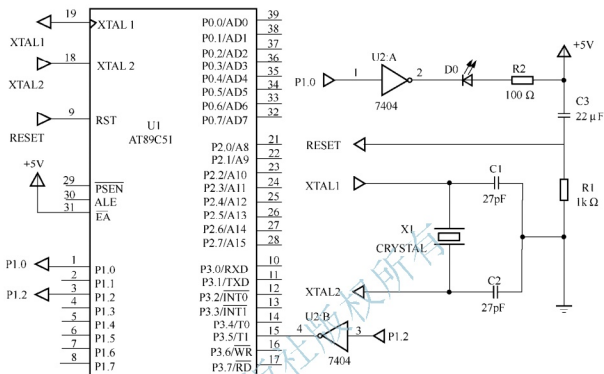 19
XTAL 1
XTAL1
18
XTAL 2
XTAL2
9
RST
RESET
U1
AT89C51
+5V
29
PSEN
30
ALE
31
EA
P1.0
1
P1.0
2
P1.1
P1.2
3
P1.2
4
P1.3
5
P1.4
6
P1.5
7
P1.6
8
P1.7
P0.0/AD0
39
P0.1/AD1
38
P0.2/AD2
37
P0.3/AD3
36
P0.4/AD4
35
P0.5/AD5
34
P0.6/AD6
33
P0.7/AD7
32
P2.0/A8
21
P2.1/A9
22
P2.2/A10
23
P2.3/A11
24
P2.4/A12
25
P2.5/A13
26
P2.6/A14
27
P2.7/A15
28
P3.0/RXD
10
P3.1/TXD
11
P3.2/INT0
12
P3.3/INT1
13
P3.4/T0
14
P3.5/T1
15
P3.6/WR
16
P3.7/RD
17
P1.0
1
U2:A
2
7404
D0
R2
100 Ω
+5V
C3
22 μF
RESET
XTAL1
C1
27pF
R1
1kΩ
X1
CRYSTAL
XTAL2
C2
27pF
4
U2:B
3
P1.2
7404
社版权所有